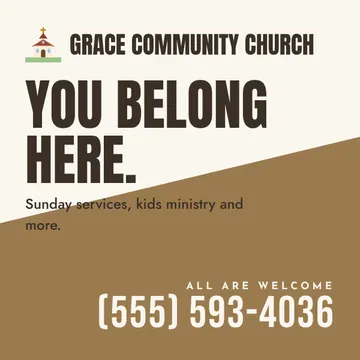 GRACE COMMUNITY CHURCH
YOU BELONG
HERE.
Sunday services, kids ministry and
more.
ALL ARE WELCOME
(555) 593-4036